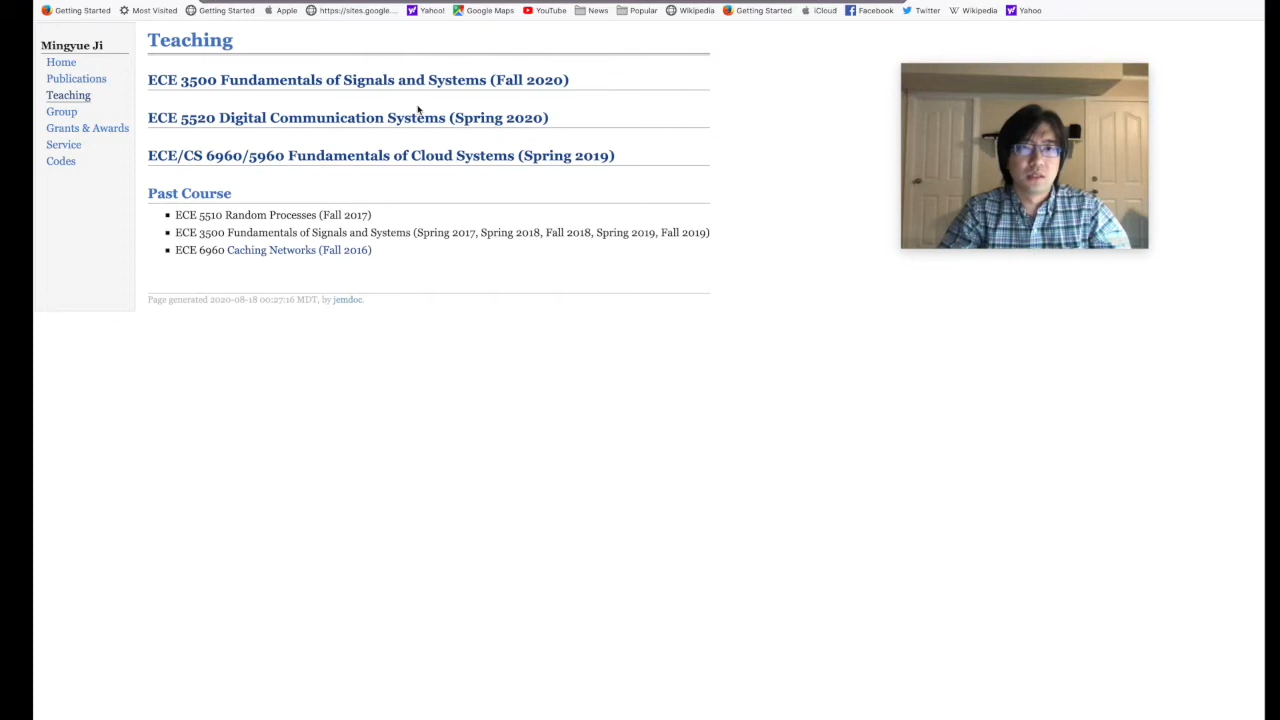 Getting Started Most Visited Getting Started Apple https://sites.google.... Yahoo! Google Maps YouTube News Popular Wikipedia Getting Started Apple iCloud Facebook Twitter Wikipedia Yahoo
Mingyue Ji
Home
Publications
Teaching
Group
Grants & Awards
Service
Codes
Teaching
ECE 3500 Fundamentals of Signals and Systems (Fall 2020)
ECE 5520 Digital Communication Systems (Spring 2020)
ECE/CS 6960/5960 Fundamentals of Cloud Systems (Spring 2019)
Past Course
ECE 5510 Random Processes (Fall 2017)
ECE 3500 Fundamentals of Signals and Systems (Spring 2017, Spring 2018, Fall 2018, Spring 2019, Fall 2019)
ECE 6960 Caching Networks (Fall 2016)
Page generated 2020-08-18 00:27:16 MDT, by jemdoc.